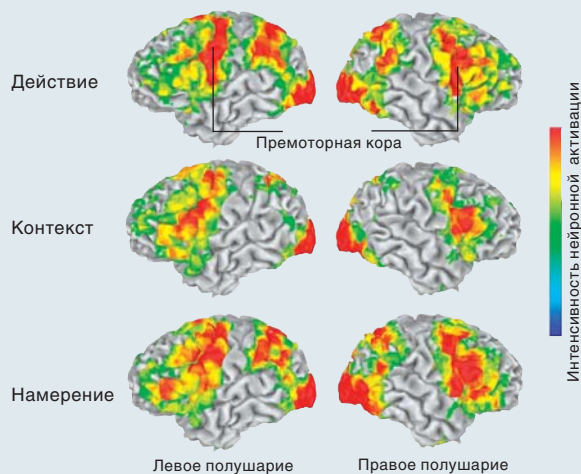 Действие
Премоторная кора
Контекст
Намерение
Левое полушарие
Правое полушарие
Интенсивность нейронной активации